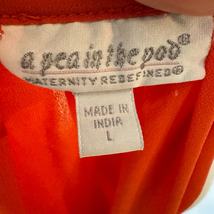 a pea in the pod®
MATERNITY REDEFINED®
MADE IN
INDIA
L